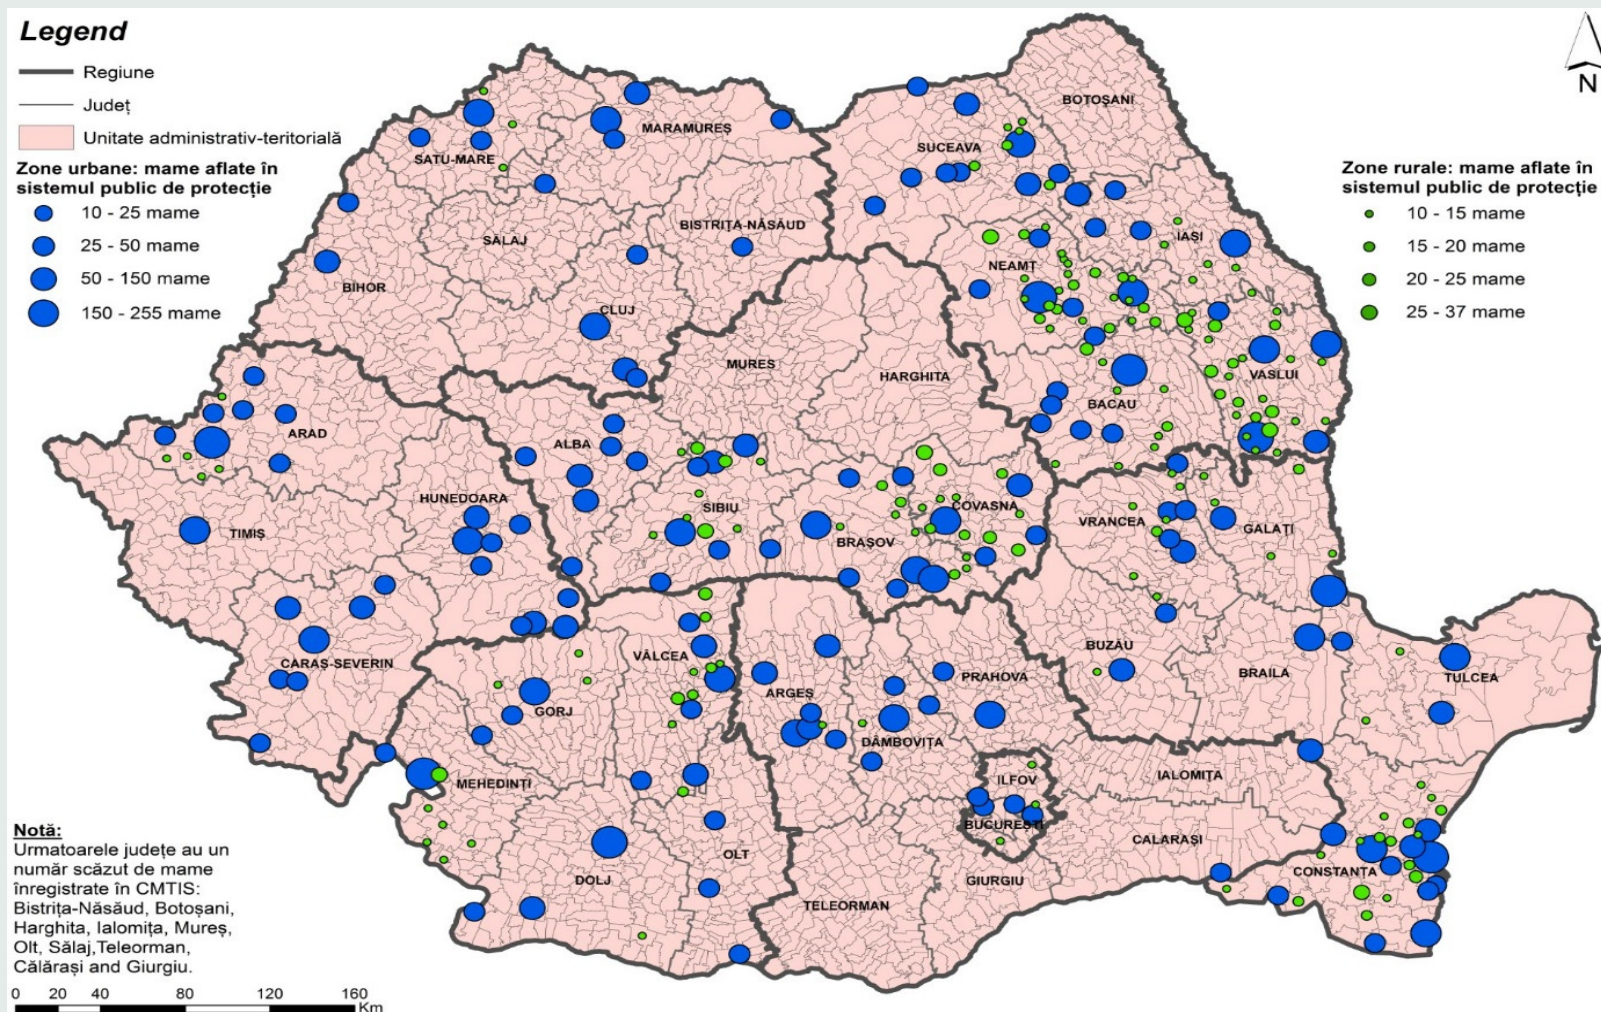 Legend
Regiune
Județ
Unitate administrativ-teritorială
Zone urbane: mame aflate în
sistemul public de protecție
10 - 25 mame
25 - 50 mame
50 - 150 mame
150 - 255 mame
N
Zone rurale: mame aflate în
sistemul public de protecție
10 - 15 mame
15 - 20 mame
20 - 25 mame
25 - 37 mame
BOTOȘANI
MARAMUREȘ
SUCEAVA
SATU-MARE
BISTRIȚA-NĂSĂUD
SĂLAJ
IASI
NEAMȚ
BIHOR
CLUJ
MURES
HARGHITA
VASLUI
BACAU
ARAD
ALBA
HUNEDOARA
SIBIU
COVASNA
VRANCEA
GALAȚI
TIMIȘ
BRAȘOV
CARAȘ-SEVERIN
VÂLCEA
BUZĂU
BRAILA
TULCEA
PRAHOVA
ARGEȘ
GORJ
DÂMBOVIȚA
MEHEDINȚI
ILFOV
IALOMIȚA
BUCUREȘTI
CALARAȘI
OLT
DOLJ
GIURGIU
CONSTANȚA
TELEORMAN
Notă:
Urmatoarele județe au un
număr scăzut de mame
înregistrate în CMTIS:
Bistrița-Năsăud, Botoșani,
Harghita, Ialomița, Mureș,
Olt, Sălaj,Teleorman,
Călărași and Giurgiu.
0 20 40 80 120 160
Km